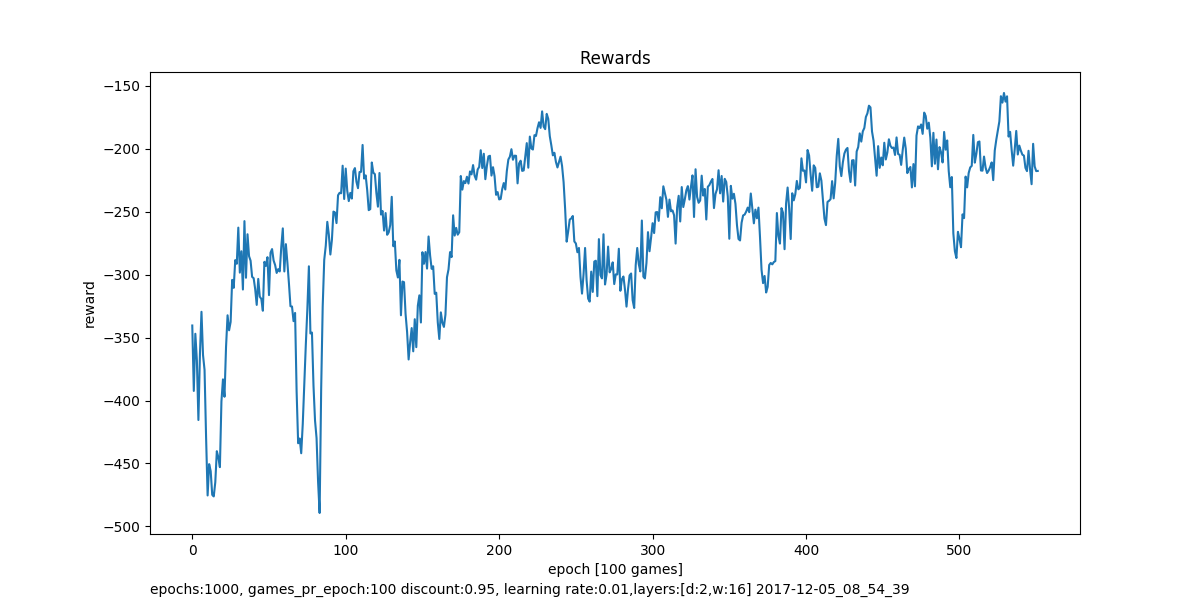 Rewards
−150
−200
−250
−300
−350
−400
−450
−500
reward
0 100 200 300 400 500
epoch [100 games]
epochs:1000, games_pr_epoch:100 discount:0.95, learning rate:0.01,layers:[d:2,w:16] 2017-12-05_08_54_39